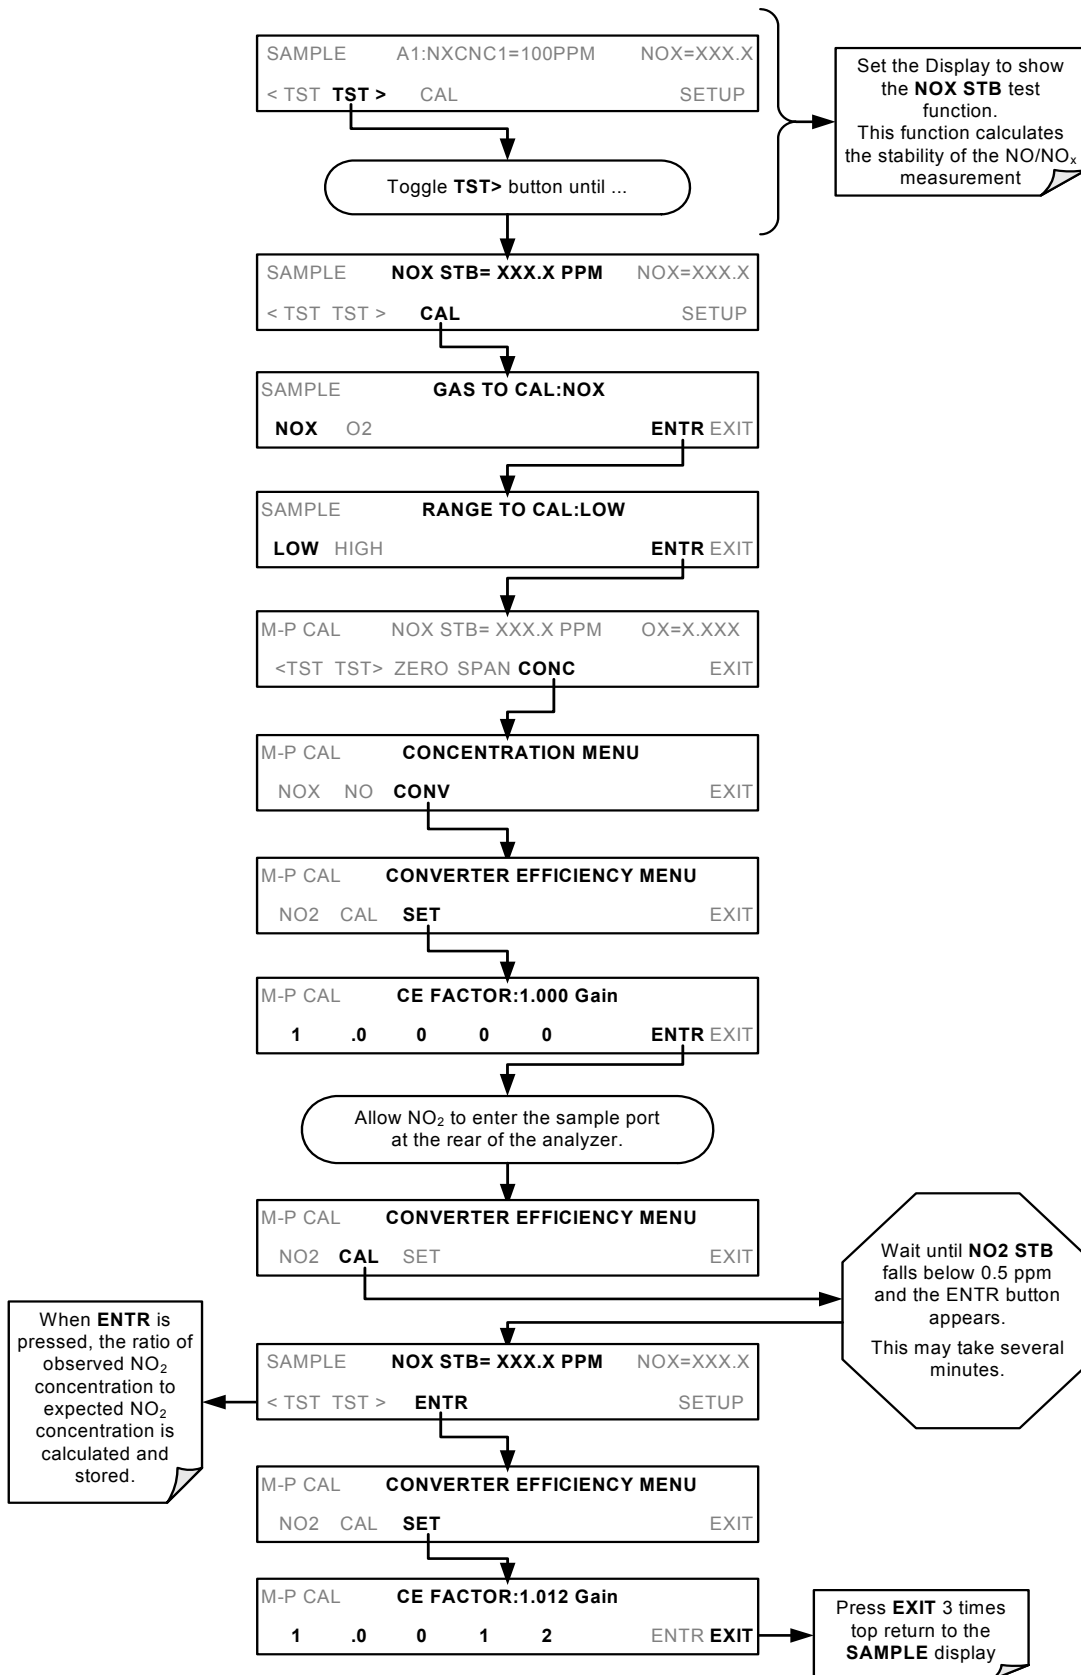 SAMPLE A1:NXCNC1=100PPM NOX=XXX.X
< TST TST > CAL SETUP
Set the Display to show
the NOX STB test
function.
This function calculates
the stability of the NO/NOx
measurement
Toggle TST> button until ...
SAMPLE NOX STB= XXX.X PPM NOX=XXX.X
< TST TST > CAL SETUP
SAMPLE GAS TO CAL:NOX
NOX O2 ENTR EXIT
SAMPLE RANGE TO CAL:LOW
LOW HIGH ENTR EXIT
M-P CAL NOX STB= XXX.X PPM OX=X.XXX
<TST TST> ZERO SPAN CONC EXIT
M-P CAL CONCENTRATION MENU
NOX NO CONV EXIT
M-P CAL CONVERTER EFFICIENCY MENU
NO2 CAL SET EXIT
M-P CAL CE FACTOR:1.000 Gain
1 .0 0 0 0 ENTR EXIT
Allow NO2 to enter the sample port
at the rear of the analyzer.
M-P CAL CONVERTER EFFICIENCY MENU
NO2 CAL SET EXIT
Wait until NO2 STB
falls below 0.5 ppm
and the ENTR button
appears.
This may take several
minutes.
When ENTR is
pressed, the ratio of
observed NO2
concentration to
expected NO2
concentration is
calculated and
stored.
SAMPLE NOX STB= XXX.X PPM NOX=XXX.X
< TST TST > ENTR SETUP
M-P CAL CONVERTER EFFICIENCY MENU
NO2 CAL SET EXIT
M-P CAL CE FACTOR:1.012 Gain
1 .0 0 1 2 ENTR EXIT
Press EXIT 3 times
top return to the
SAMPLE display